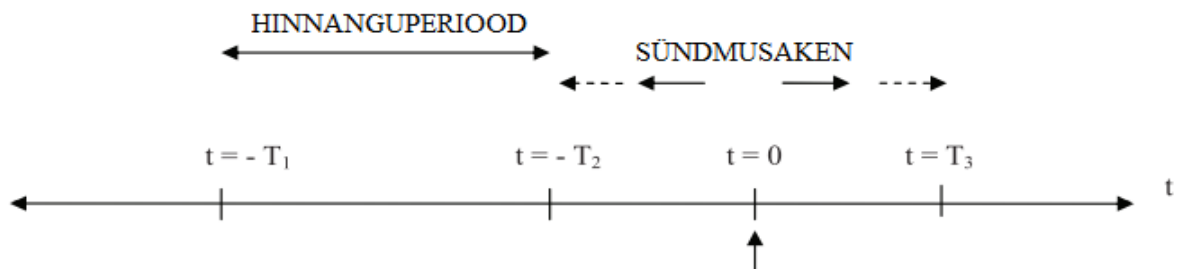 HINNANGUPERIOOD
SÜNDMUSAKEN
t = - T₁ t = - T₂ t = 0 t = T₃
t